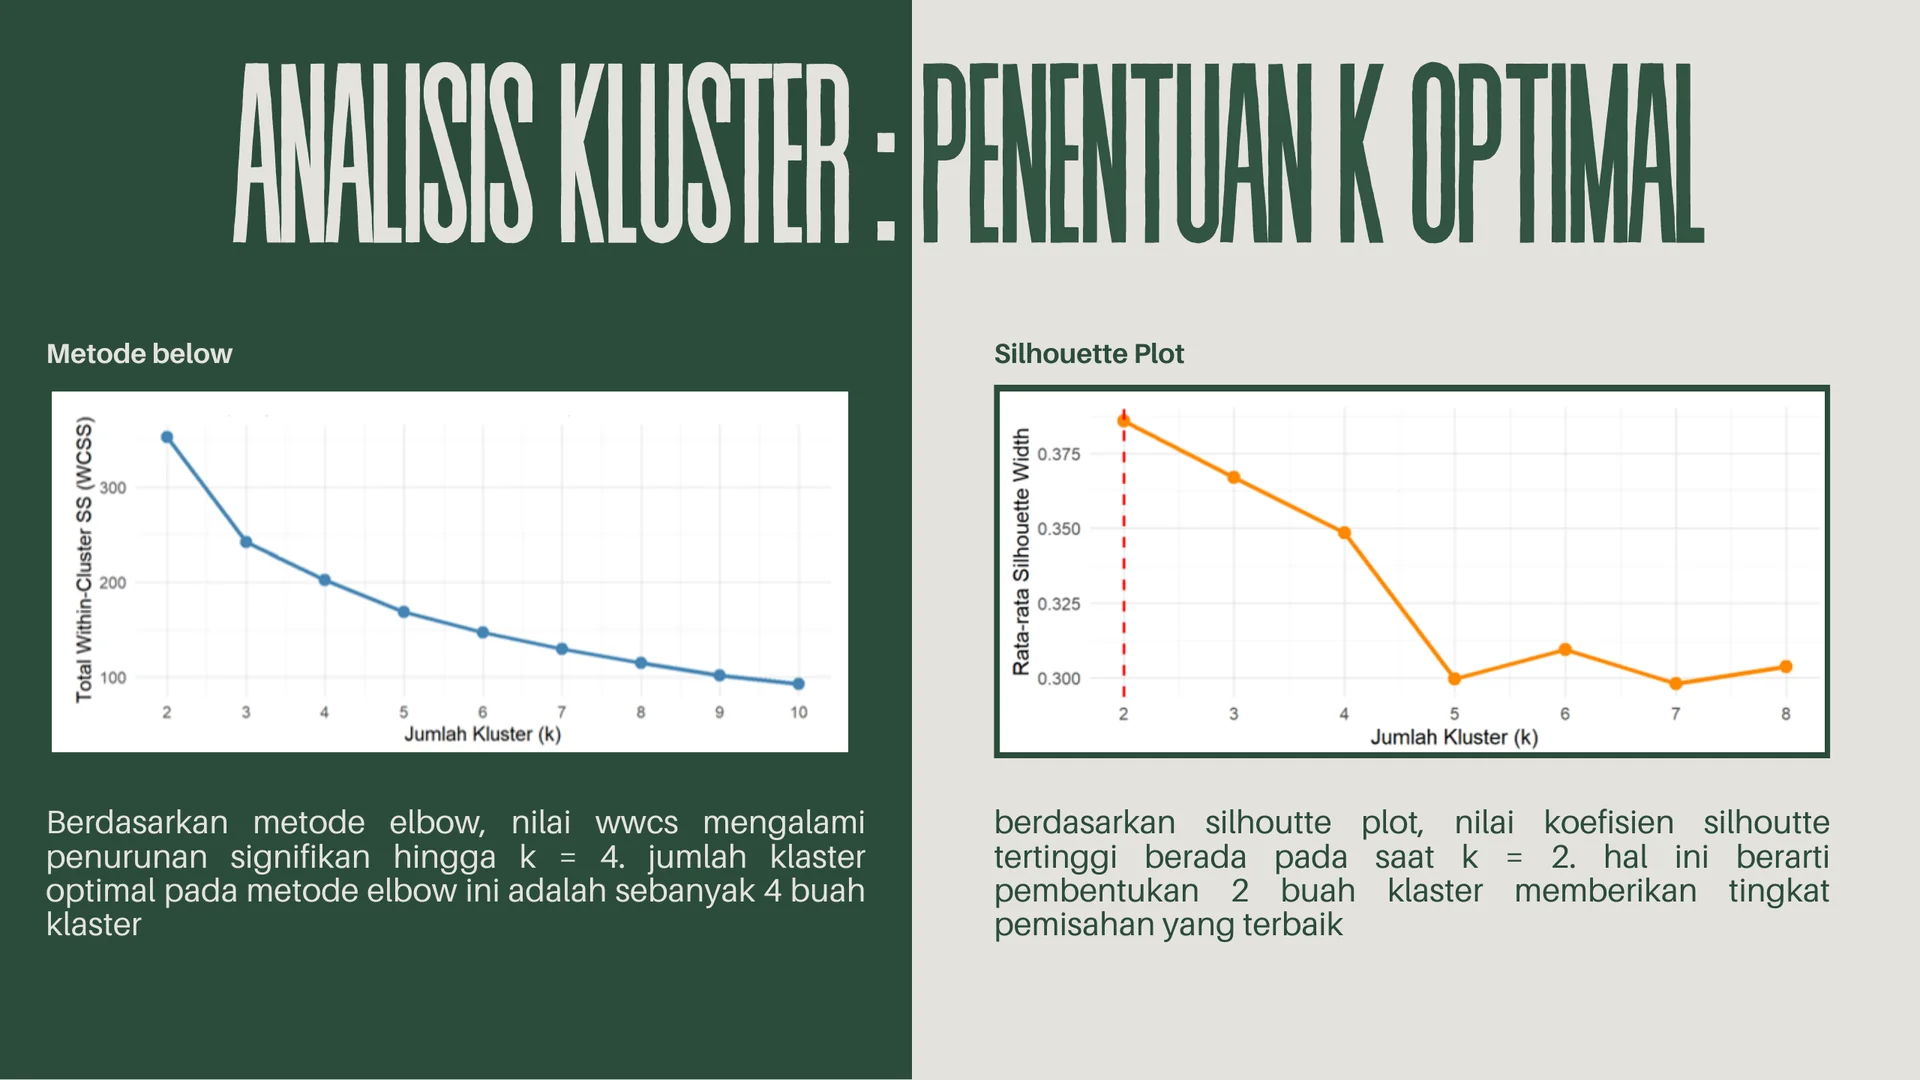 ANALISIS KLUSTER : PENENTUAN K OPTIMAL
Metode below
Total Within-Cluster SS (WCSS)
300
200
100
2 3 4 5 6 7 8 9 10
Jumlah Kluster (k)
Berdasarkan metode elbow, nilai wwcs mengalami
penurunan signifikan hingga k = 4. jumlah klaster
optimal pada metode elbow ini adalah sebanyak 4 buah
klaster
Silhouette Plot
Rata-rata Silhouette Width
0.375
0.350
0.325
0.300
2 3 4 5 6 7 8
Jumlah Kluster (k)
berdasarkan silhoutte plot, nilai koefisien silhoutte
tertinggi berada pada saat k = 2. hal ini berarti
pembentukan 2 buah klaster memberikan tingkat
pemisahan yang terbaik